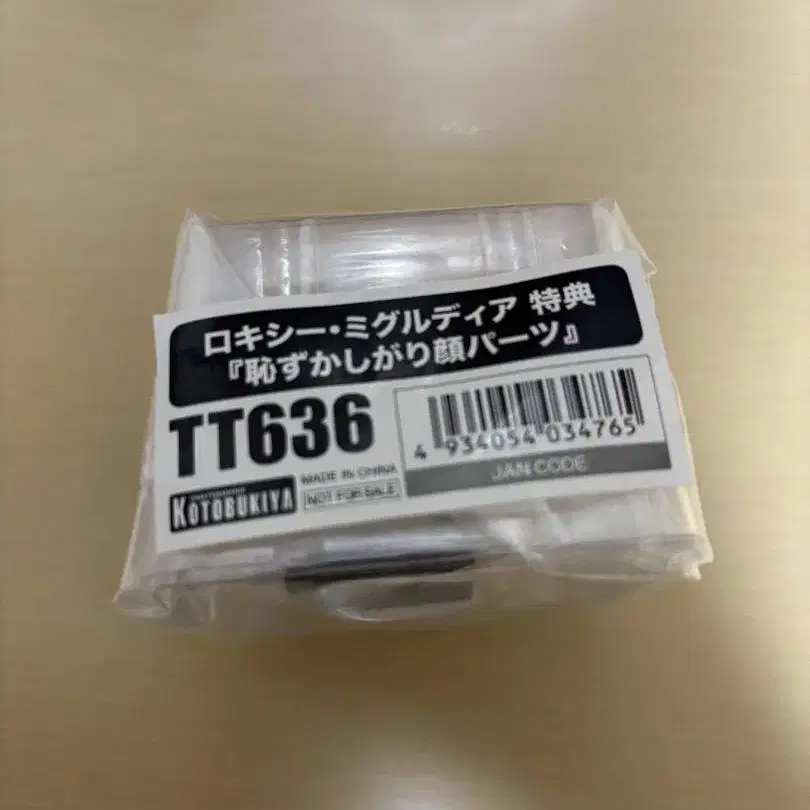 ロキシー・ミグルディア 特典
『恥ずかしがり顔パーツ』
TT636
4 934054 034765
JAN CODE
MADE IN CHINA
NOT FOR SALE
KOTOBUKIYA